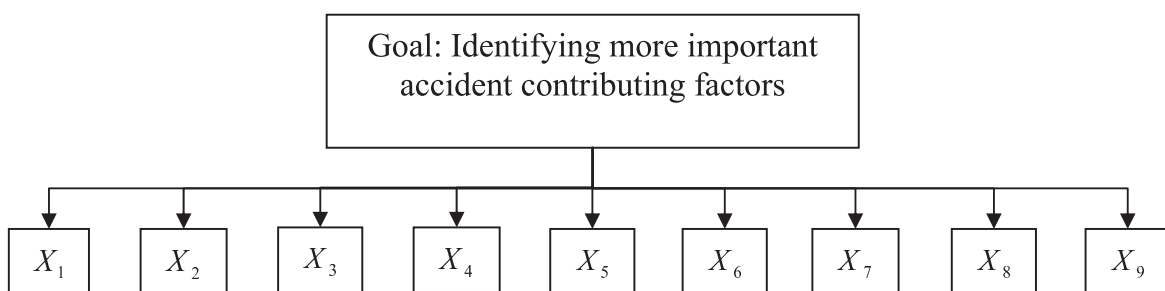 Goal: Identifying more important
accident contributing factors
X₁ X₂ X₃ X₄ X₅ X₆ X₇ X₈ X₉